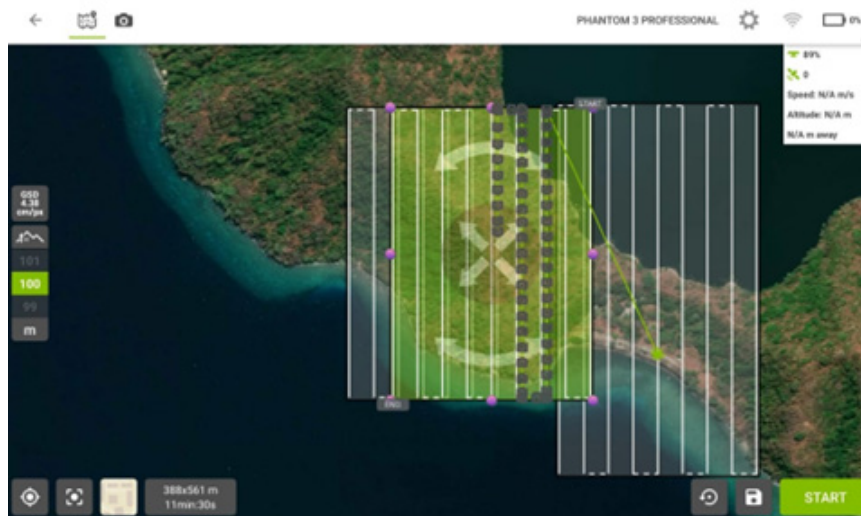 PHANTOM 3 PROFESSIONAL
0%
89%
0
Speed: N/A m/s
Altitude: N/A m
N/A m away
START
GSD
4.38
cm/px
101
100
99
m
END
388x561 m
11min:30s
START